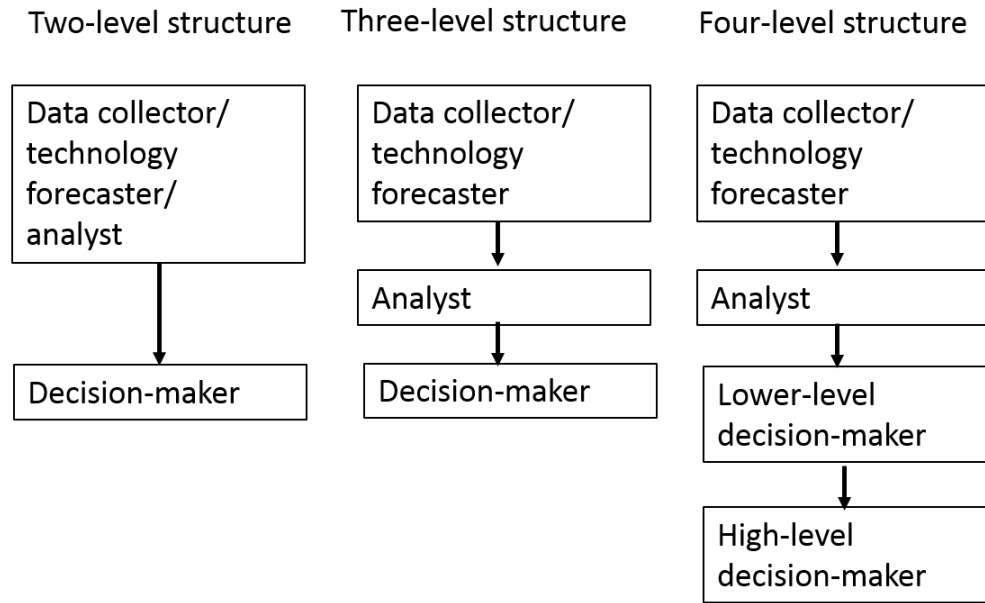 Two-level structure
Data collector/
technology
forecaster/
analyst
Decision-maker
Three-level structure
Data collector/
technology
forecaster
Analyst
Decision-maker
Four-level structure
Data collector/
technology
forecaster
Analyst
Lower-level
decision-maker
High-level
decision-maker